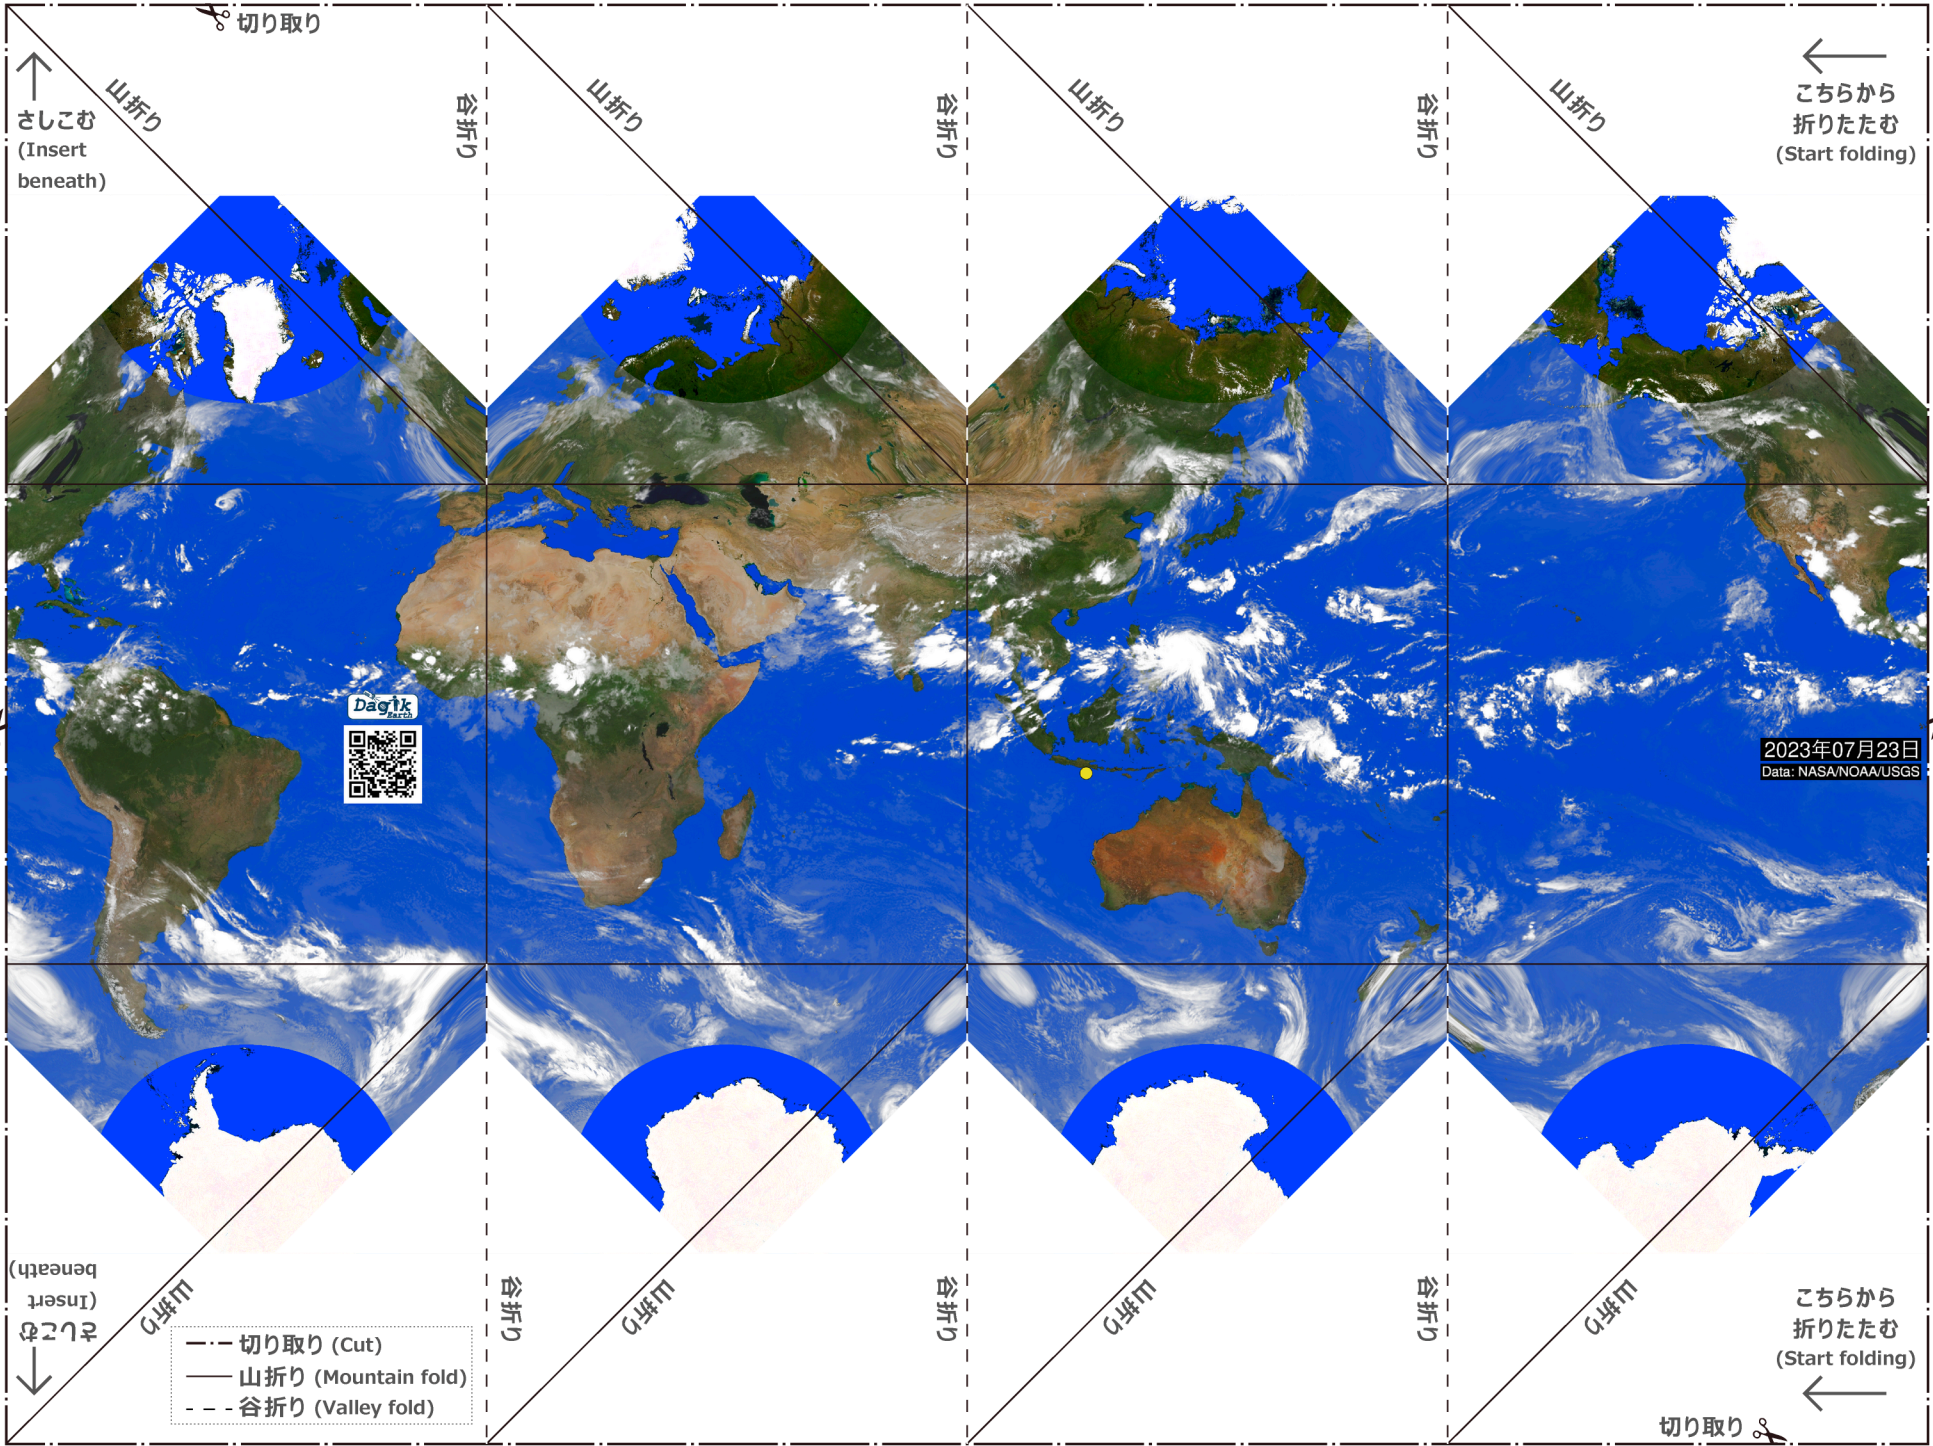 切り取り
さしこむ
(Insert
beneath)
山折り
谷折り
山折り
谷折り
山折り
谷折り
山折り
こちらから
折りたたむ
(Start folding)
Dagik
Earth
2023年07月23日
Data: NASA/NOAA/USGS
さしこむ
(Insert
beneath)
山折り
谷折り
山折り
谷折り
山折り
谷折り
山折り
こちらから
折りたたむ
(Start folding)
切り取り (Cut)
山折り (Mountain fold)
谷折り (Valley fold)
切り取り